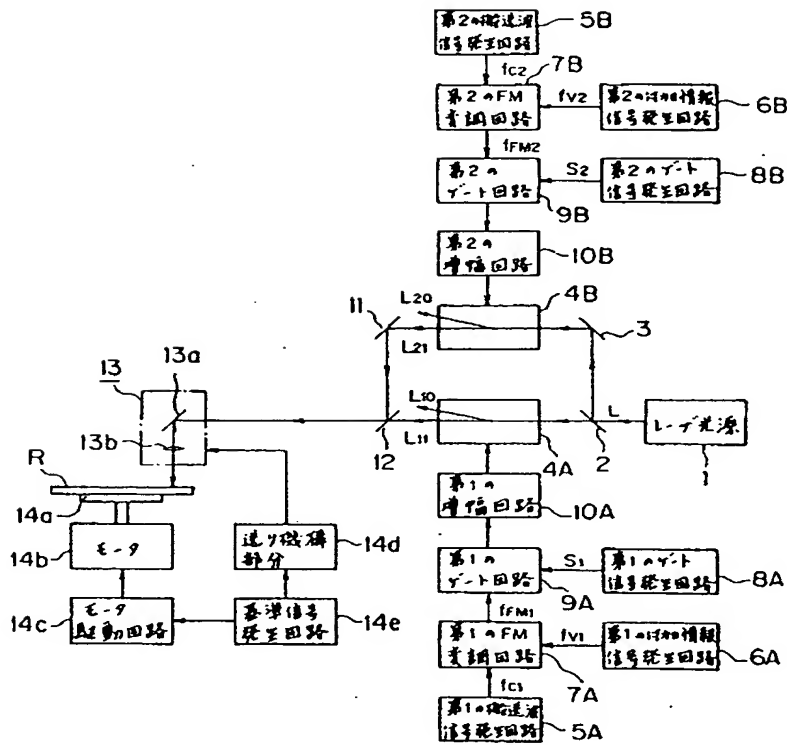 第2の搬送波
信号発生回路
5B
fc2
7B
第2のFM
変調回路
fv2
第2の付加情報
信号発生回路
6B
fFM2
第2の
ゲート回路
9B
S2
第2のゲート
信号発生回路
8B
第2の
増幅回路
10B
4B
L20
L21
11
3
13
13a
13b
L10
L11
12
4A
2
L
レーザ光源
1
R
14a
14b
モータ
14c
モータ
駆動回路
送り機構
部分
14d
基準信号
発生回路
14e
第1の
増幅回路
10A
第1の
ゲート回路
9A
S1
第1のゲート
信号発生回路
8A
fFM1
第1のFM
変調回路
7A
fv1
第1の付加情報
信号発生回路
6A
fc1
第1の搬送波
信号発生回路
5A